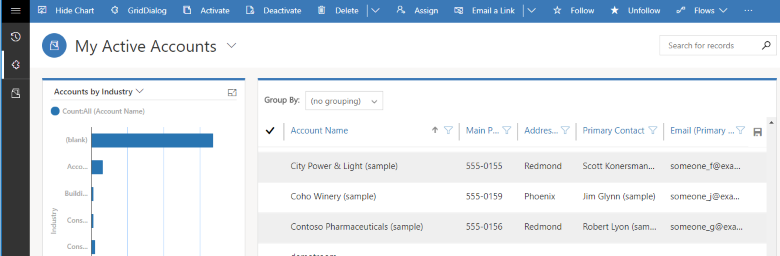 Hide Chart GridDialog Activate Deactivate Delete Assign Email a Link Follow Unfollow Flows ...
My Active Accounts
Search for records
Accounts by Industry
Count:All (Account Name)
(blank)
Acco...
Buildi...
Cons...
Cons...
Industry
Group By: (no grouping)
Account Name Main P... Addres... Primary Contact Email (Primary ...
City Power & Light (sample) 555-0155 Redmond Scott Konersman... someone_f@exa...
Coho Winery (sample) 555-0159 Phoenix Jim Glynn (sample) someone_j@exa...
Contoso Pharmaceuticals (sample) 555-0156 Redmond Robert Lyon (sam... someone_g@exa...